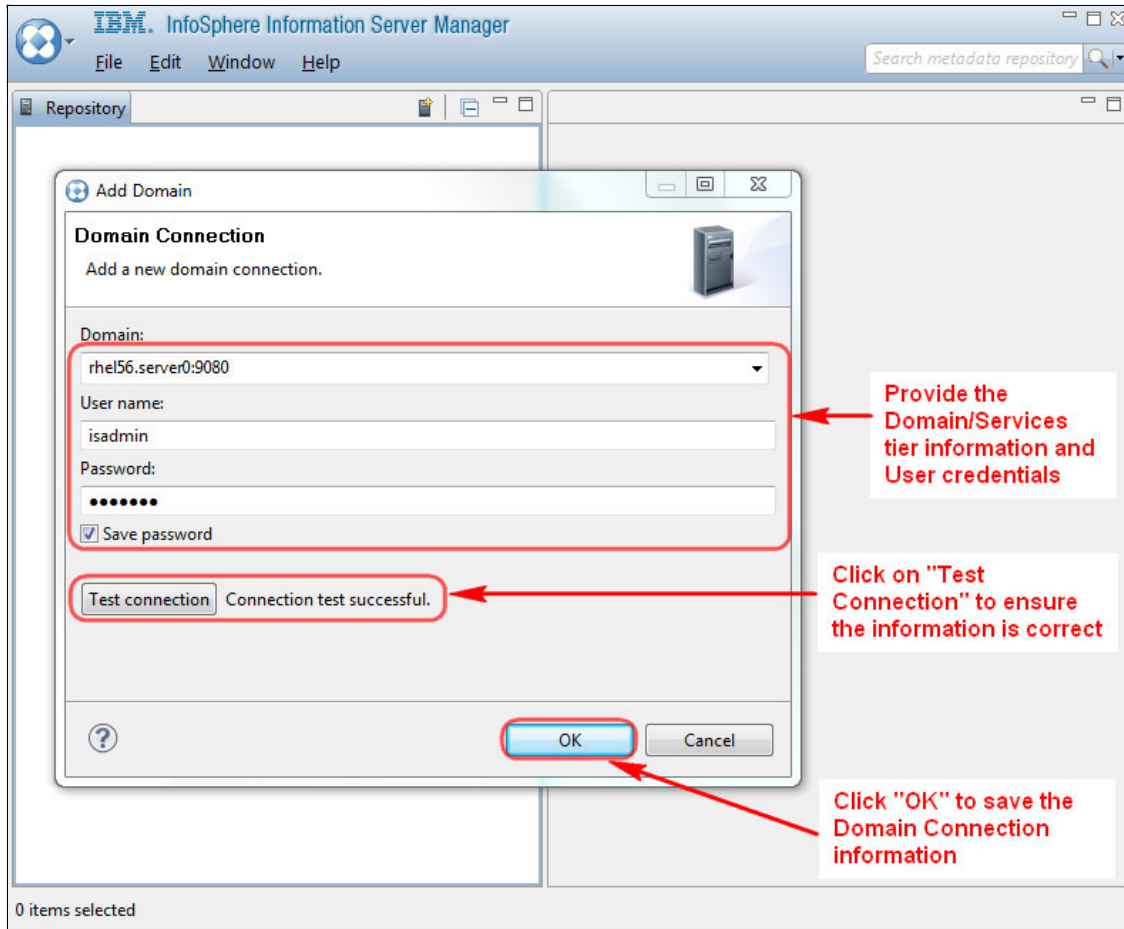 IBM. InfoSphere Information Server Manager
File Edit Window Help
Search metadata repository
Repository
Add Domain
Domain Connection
Add a new domain connection.
Domain:
rhel56.server0:9080
User name:
isadmin
Password:
•••••••
Save password
Test connection Connection test successful.
OK Cancel
Provide the
Domain/Services
tier information and
User credentials
Click on "Test
Connection" to ensure
the information is correct
Click "OK" to save the
Domain Connection
information
0 items selected